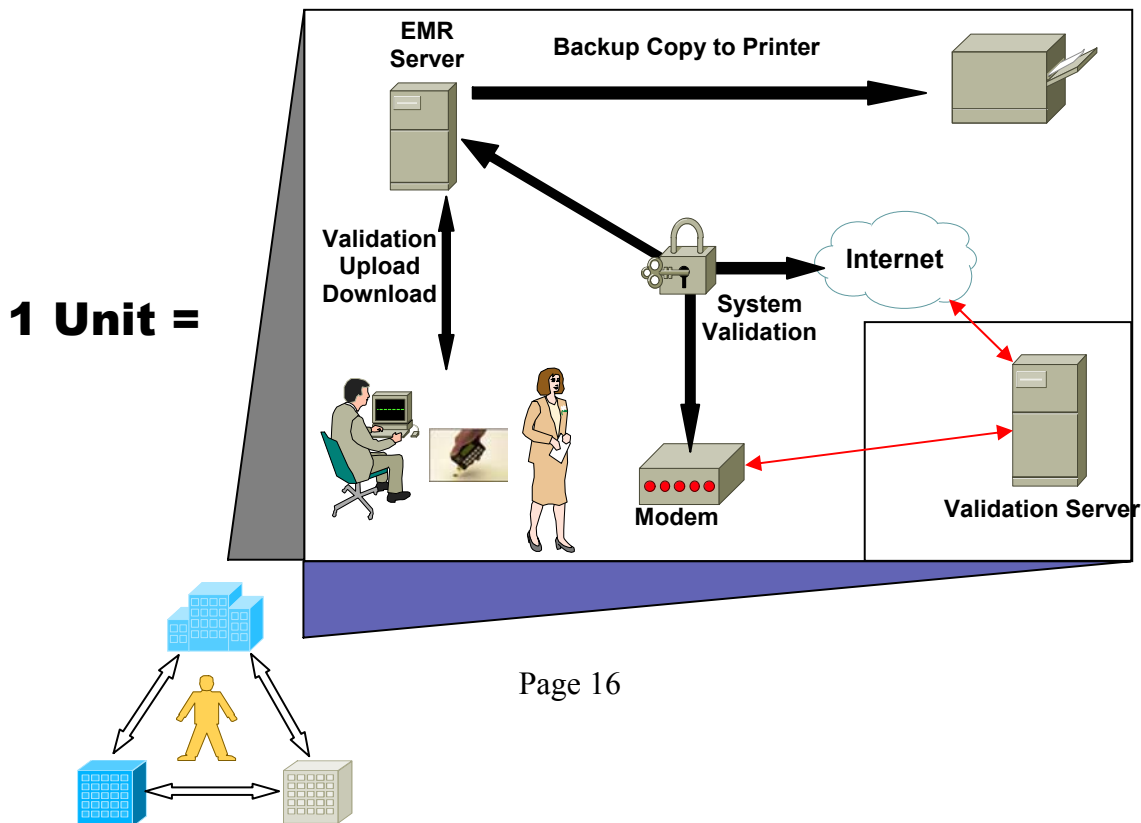 EMR
Server
Backup Copy to Printer
Validation
Upload
Download
Internet
System
Validation
1 Unit =
Modem
Validation Server
Page 16